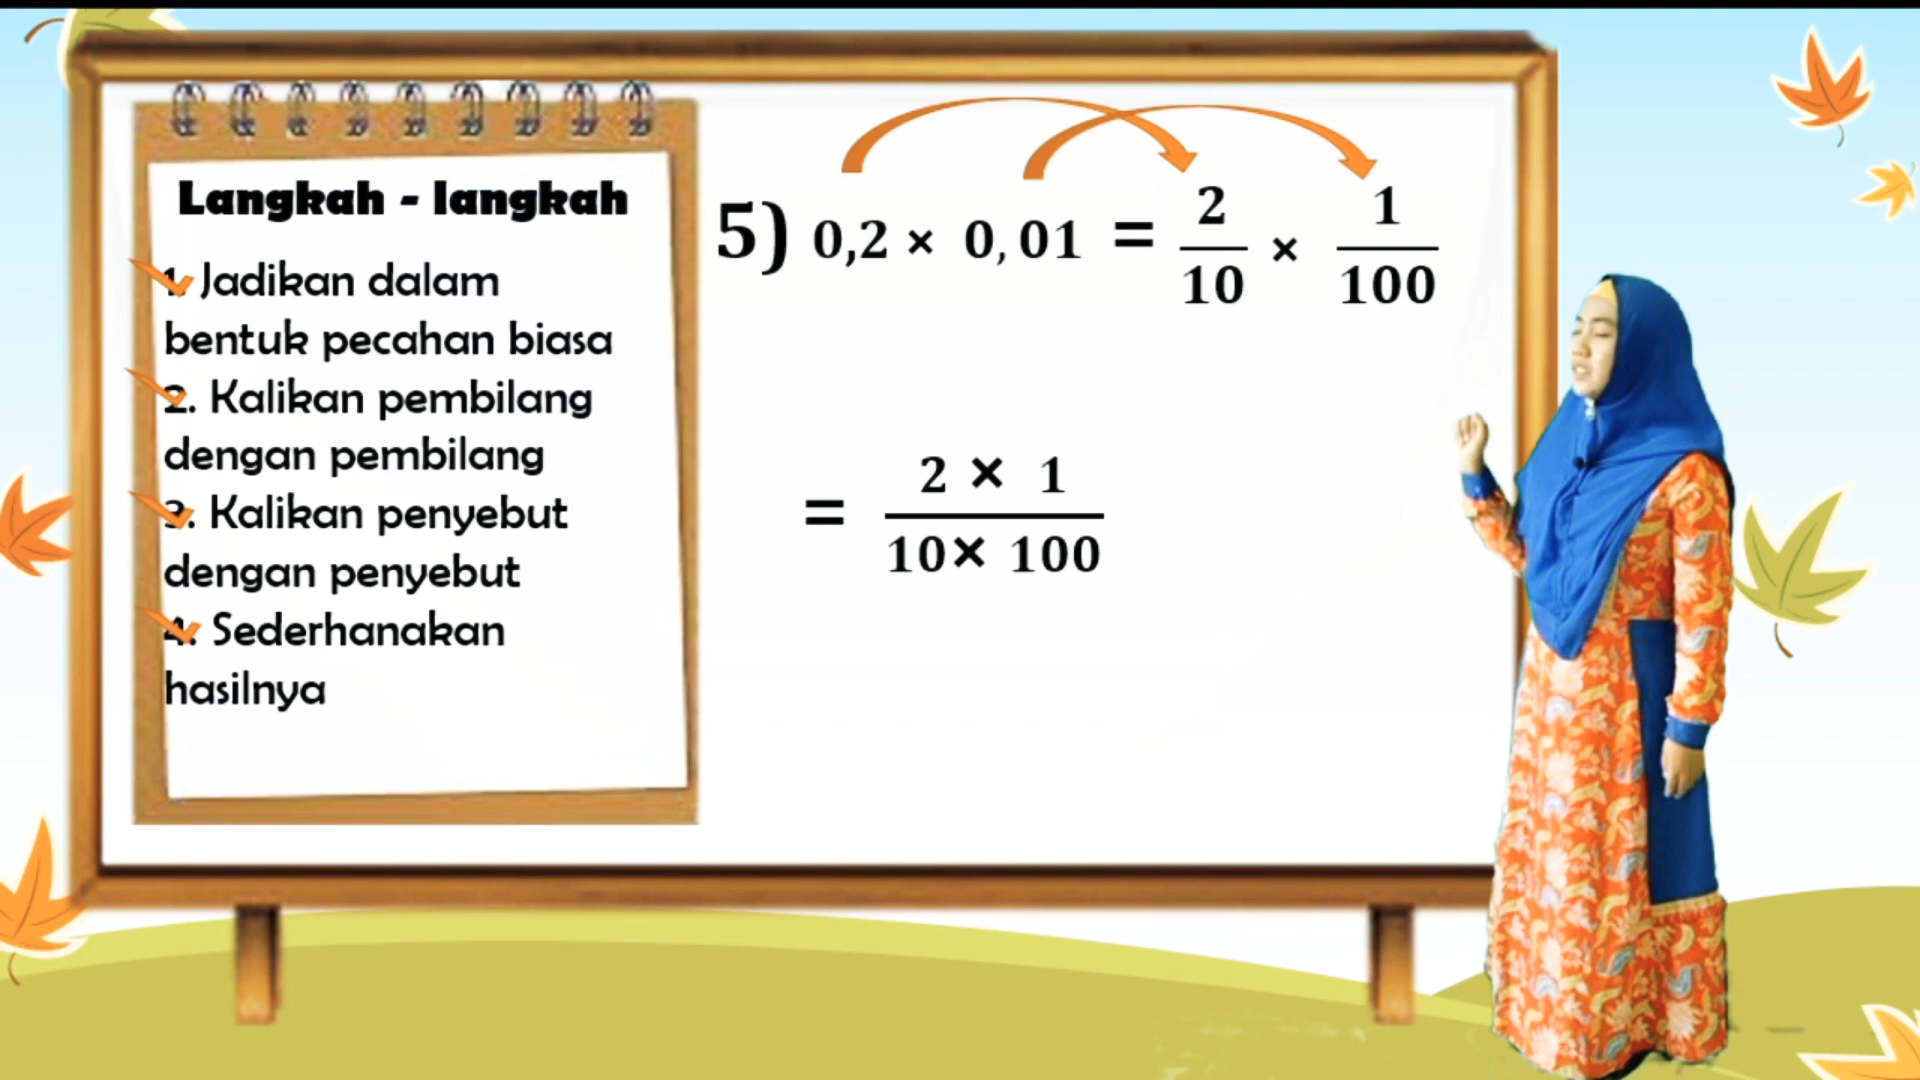 Langkah - langkah
1. Jadikan dalam
bentuk pecahan biasa
2. Kalikan pembilang
dengan pembilang
3. Kalikan penyebut
dengan penyebut
4. Sederhanakan
hasilnya
5) 0,2 × 0,01 = 2/10 × 1/100
= 2 × 1 / 10 × 100